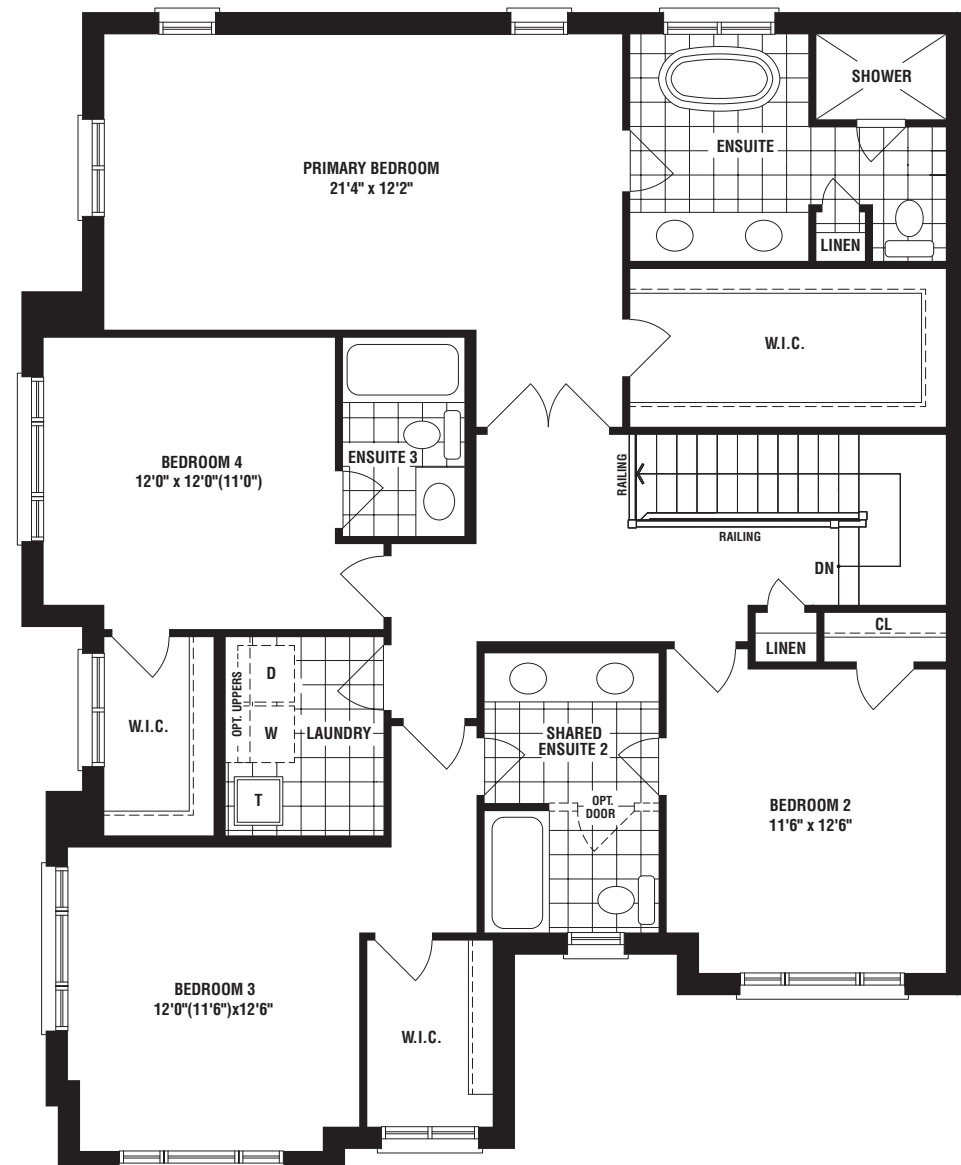 SHOWER
ENSUITE
PRIMARY BEDROOM
21'4" x 12'2"
LINEN
W.I.C.
ENSUITE 3
BEDROOM 4
12'0" x 12'0"(11'0)
RAILING
RAILING
DN
CL
LINEN
OPT. UPPERS
D
W
LAUNDRY
T
W.I.C.
SHARED
ENSUITE 2
OPT.
DOOR
BEDROOM 2
11'6" x 12'6"
BEDROOM 3
12'0"(11'6")x12'6"
W.I.C.